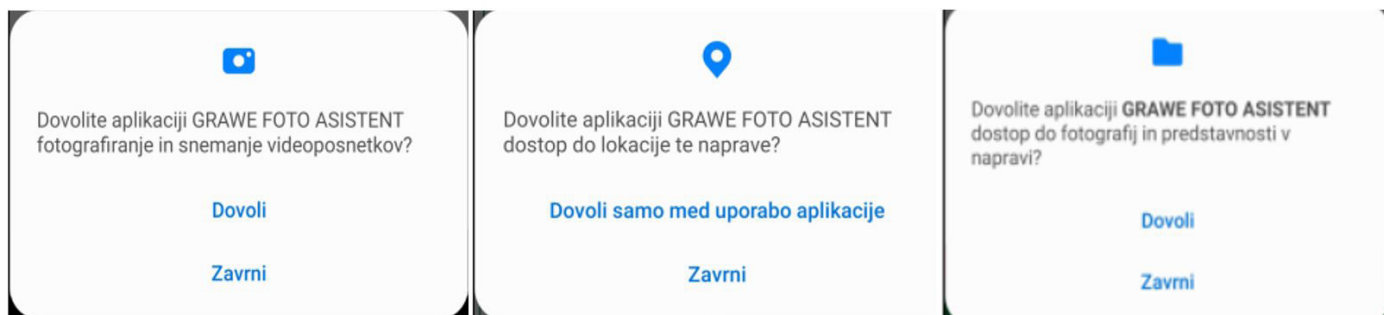 Dovolite aplikaciji GRAWE FOTO ASISTENT
fotografiranje in snemanje videoposnetkov?
Dovoli
Zavrni
Dovolite aplikaciji GRAWE FOTO ASISTENT
dostop do lokacije te naprave?
Dovoli samo med uporabo aplikacije
Zavrni
Dovolite aplikaciji GRAWE FOTO ASISTENT
dostop do fotografij in predstavnosti v
napravi?
Dovoli
Zavrni